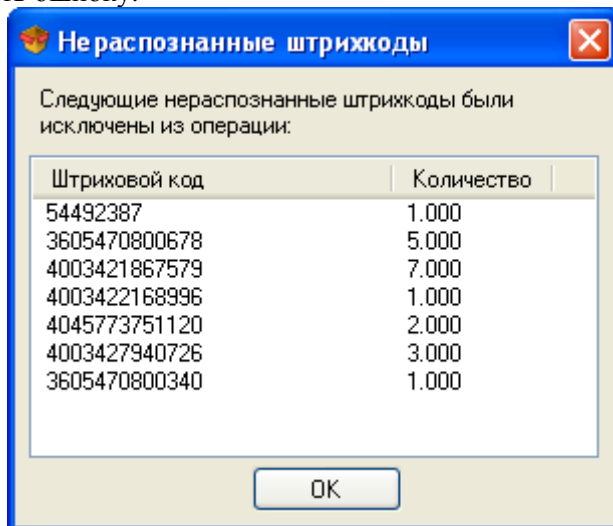 ошибку.
Нераспознанные штрихкоды
Следующие нераспознанные штрихкоды были
исключены из операции:
Штриховой код Количество
54492387 1.000
3605470800678 5.000
4003421867579 7.000
4003422168996 1.000
4045773751120 2.000
4003427940726 3.000
3605470800340 1.000
OK